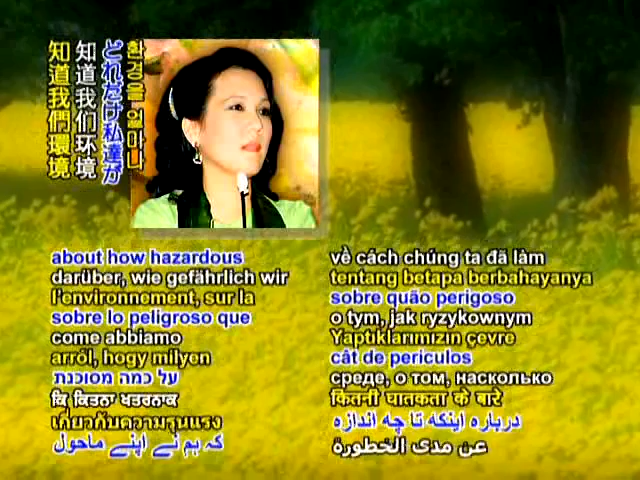 知道我們環境
知道我们环境
どれだけ私達が
환경을 얼마나
about how hazardous
darüber, wie gefährlich wir
l'environnement, sur la
sobre lo peligroso que
come abbiamo
arról, hogy milyen
על כמה מסוכנת
ਕਿ ਕਿਤਨਾ ਖਤਰਨਾਕ
เกี่ยวกับความรุนแรง
کہ ہم نے اپنے ماحول
về cách chúng ta đã làm
tentang betapa berbahayanya
sobre quão perigoso
o tym, jak ryzykownym
Yaptıklarımızın çevre
cât de periculos
среде, о том, насколько
कितनी घातकता के बारे
درباره اینکه تا چه اندازه
عن مدى الخطورة